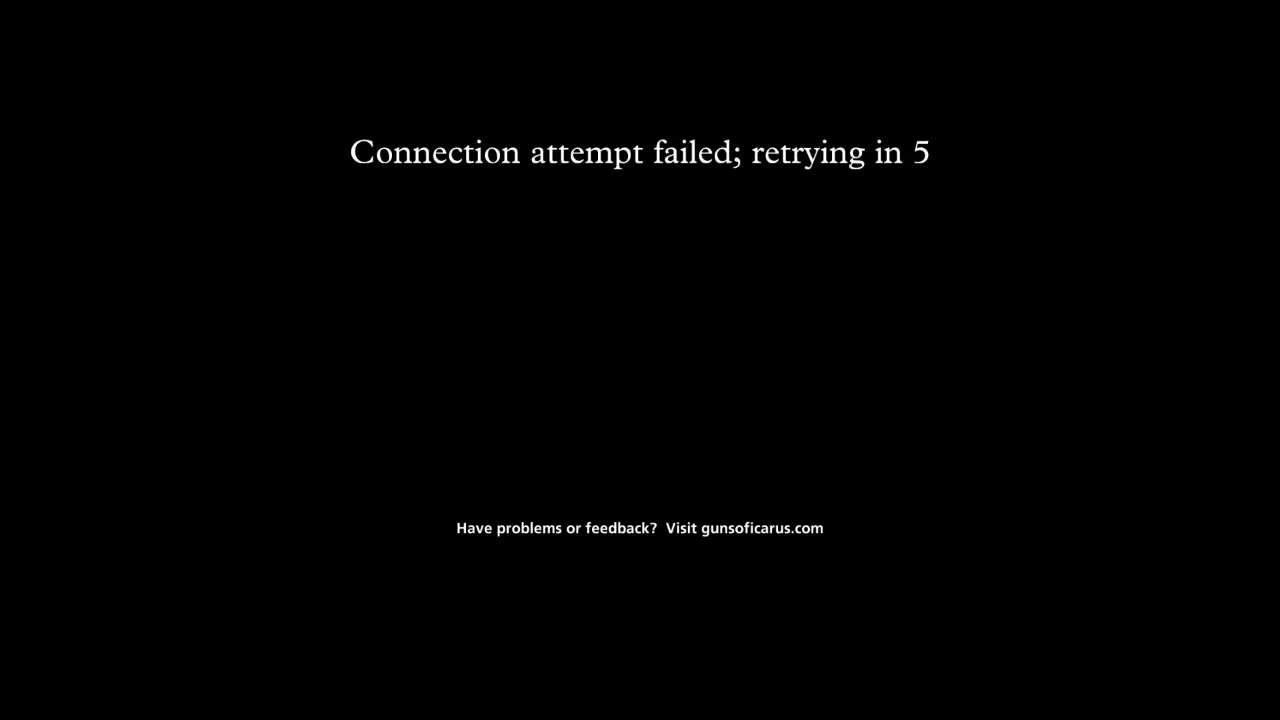 Connection attempt failed; retrying in 5
Have problems or feedback?  Visit gunsoficarus.com